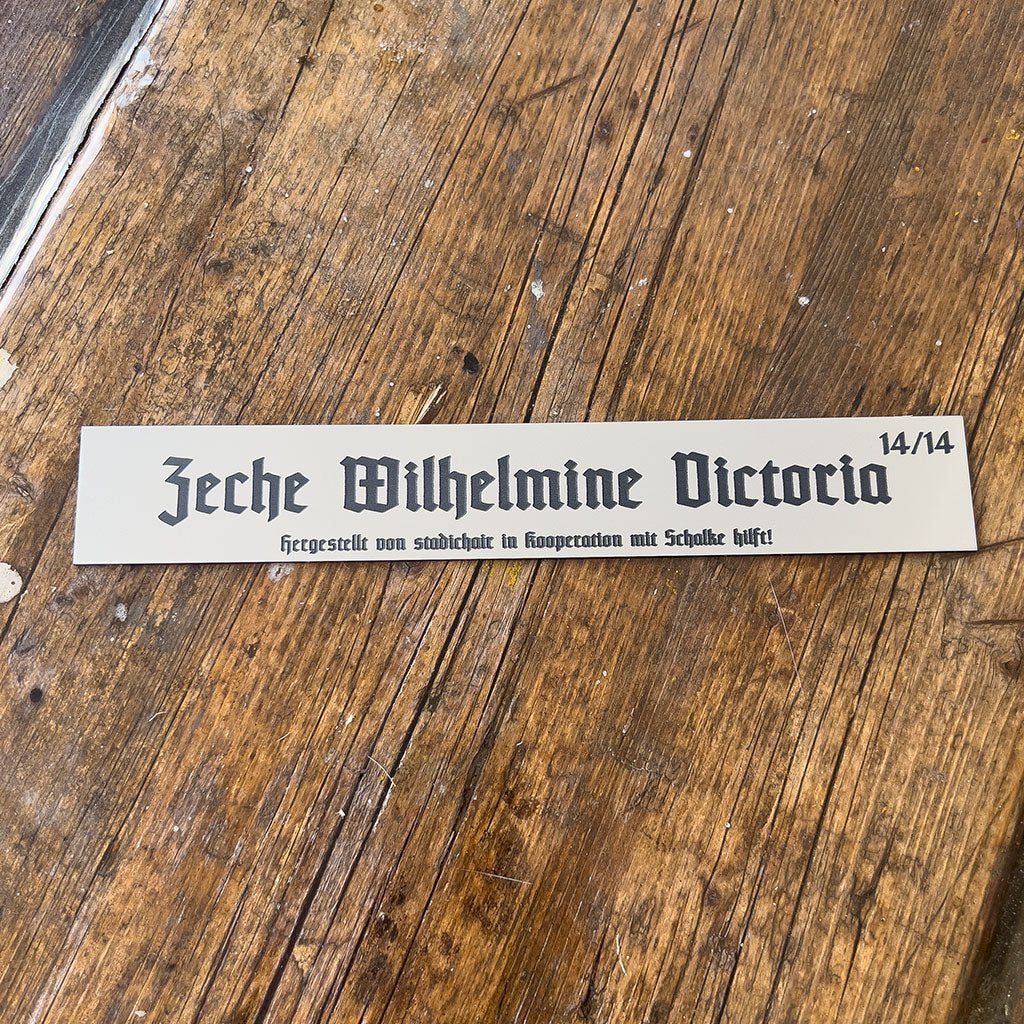 14/14
Zeche Wilhelmine Victoria
Hergestellt von stadichair in Kooperation mit Schalke hilft!